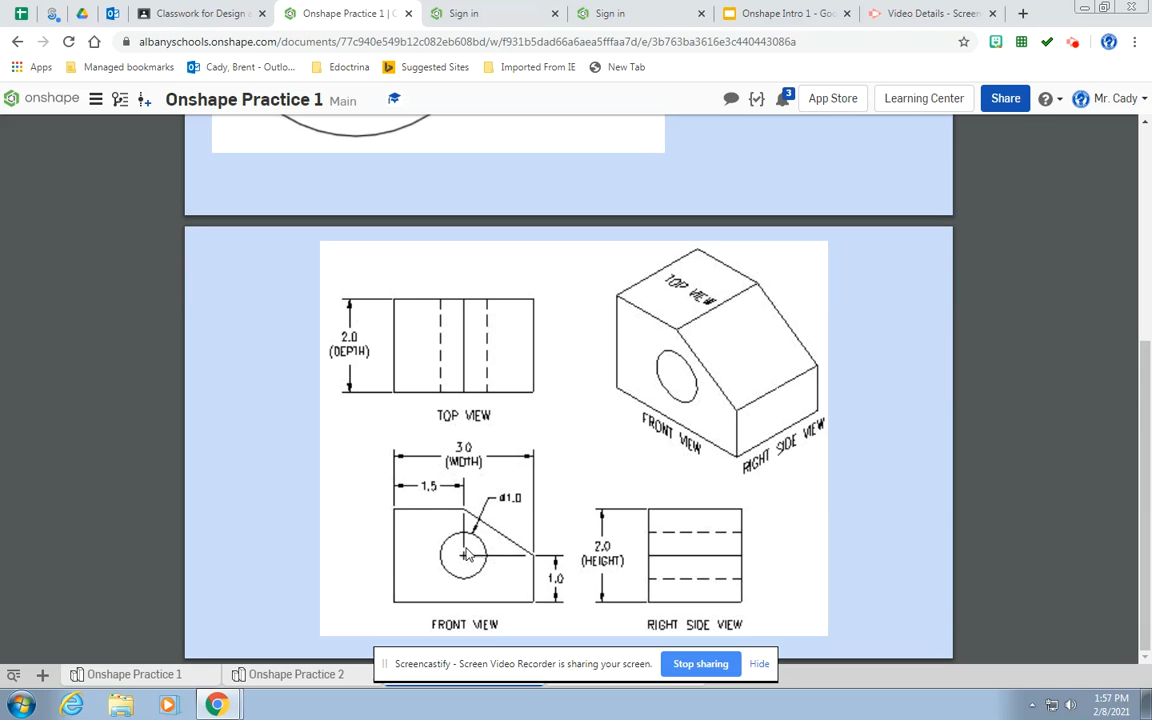 Classwork for Design a
Onshape Practice 1 | C
Sign in
Sign in
Onshape Intro 1 - Goo
Video Details - Screen
albanyschools.onshape.com/documents/77c940e549b12c082eb608bd/w/f931b5dad66a6aea5fffaa7d/e/3b763ba3616e3c440443086a
Apps
Managed bookmarks
Cady, Brent - Outlo...
Edoctrina
Suggested Sites
Imported From IE
New Tab
onshape
Onshape Practice 1 Main
3
App Store
Learning Center
Share
Mr. Cady
TOP VIEW
2.0
(DEPTH)
TOP VIEW
FRONT VIEW
RIGHT SIDE VIEW
3.0
(WIDTH)
1.5
ø1.0
2.0
(HEIGHT)
1.0
FRONT VIEW
RIGHT SIDE VIEW
Screencastify - Screen Video Recorder is sharing your screen.
Stop sharing
Hide
Onshape Practice 1
Onshape Practice 2
1:57 PM
2/8/2021